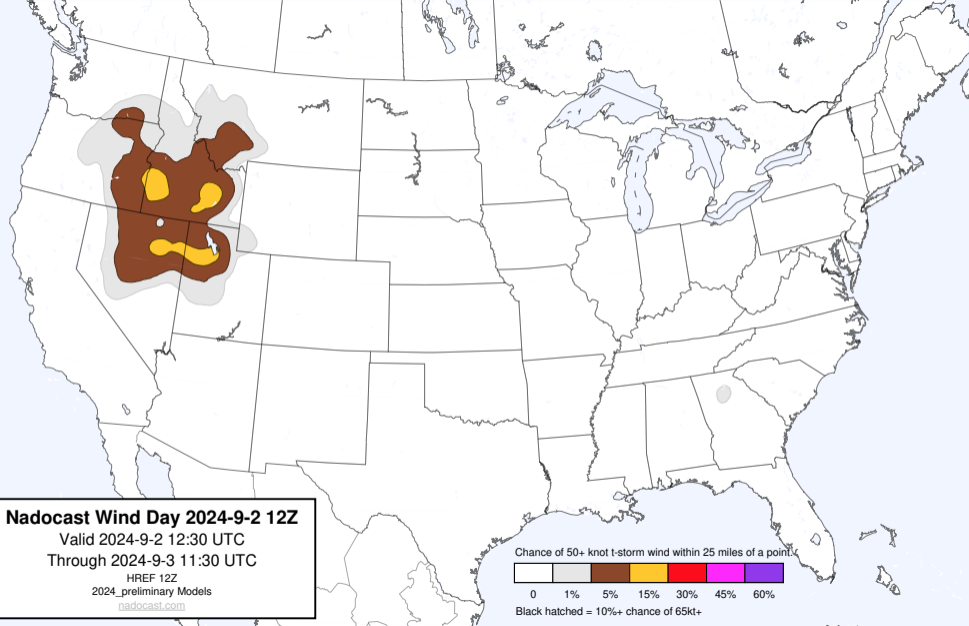 Nadocast Wind Day 2024-9-2 12Z
Valid 2024-9-2 12:30 UTC
Through 2024-9-3 11:30 UTC
HREF 12Z
2024_preliminary Models
nadocast.com
Chance of 50+ knot t-storm wind within 25 miles of a point.
0 1% 5% 15% 30% 45% 60%
Black hatched = 10%+ chance of 65kt+